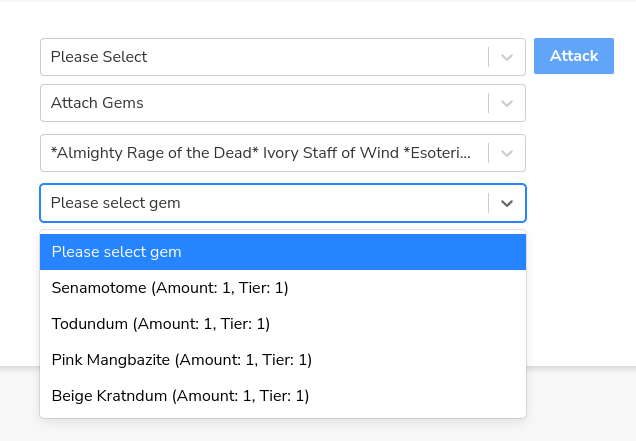 Please Select
Attack
Attach Gems
*Almighty Rage of the Dead* Ivory Staff of Wind *Esoteri...
Please select gem
Please select gem
Senamotome (Amount: 1, Tier: 1)
Todundum (Amount: 1, Tier: 1)
Pink Mangbazite (Amount: 1, Tier: 1)
Beige Kratndum (Amount: 1, Tier: 1)